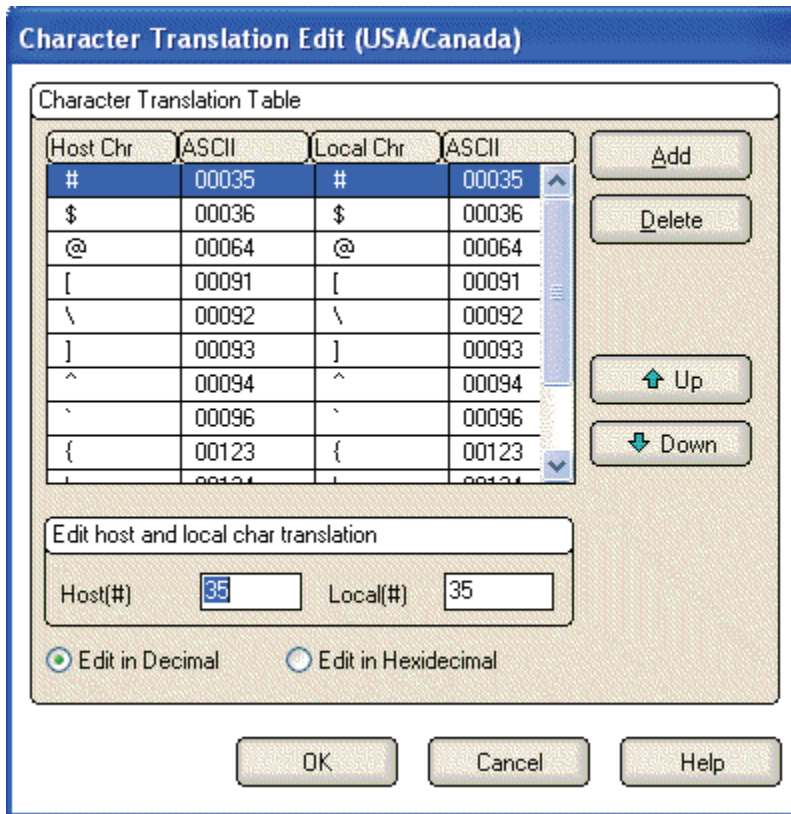 Character Translation Edit (USA/Canada)
Character Translation Table
Host Chr ASCII Local Chr ASCII
# 00035 # 00035
$ 00036 $ 00036
@ 00064 @ 00064
[ 00091 [ 00091
\ 00092 \ 00092
] 00093 ] 00093
^ 00094 ^ 00094
` 00096 ` 00096
{ 00123 { 00123
Add
Delete
Up
Down
Edit host and local char translation
Host(#) 35 Local(#) 35
Edit in Decimal Edit in Hexidecimal
OK Cancel Help